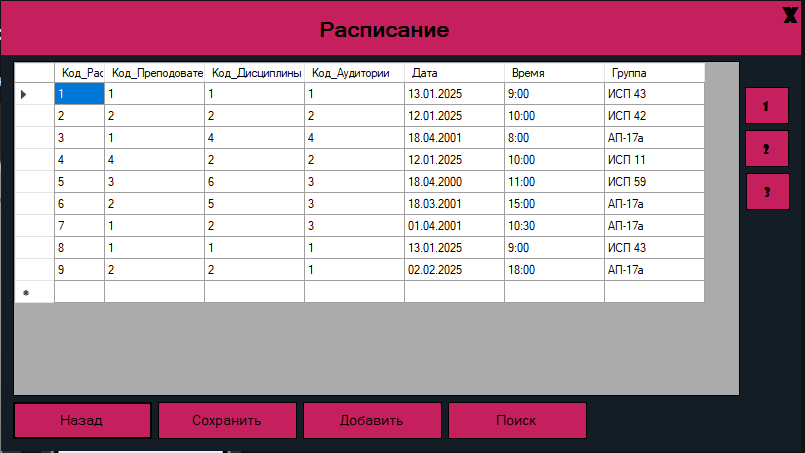 Расписание
X
Код_Рас Код_Преподавате Код_Дисциплины Код_Аудитории Дата Время Группа
1 1 1 1 13.01.2025 9:00 ИСП 43
2 2 2 2 12.01.2025 10:00 ИСП 42
3 1 4 4 18.04.2001 8:00 АП-17а
4 4 2 2 12.01.2025 10:00 ИСП 11
5 3 6 3 18.04.2000 11:00 ИСП 59
6 2 5 3 18.03.2001 15:00 АП-17а
7 1 2 3 01.04.2001 10:30 АП-17а
8 1 1 1 13.01.2025 9:00 ИСП 43
9 2 2 1 02.02.2025 18:00 АП-17а
1
2
3
Назад Сохранить Добавить Поиск